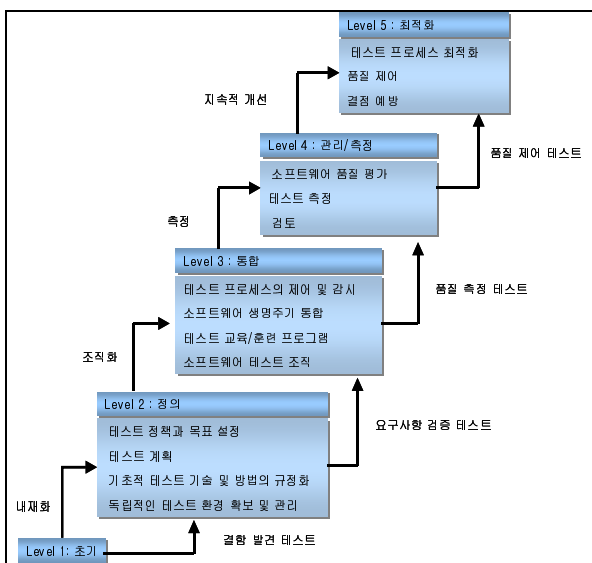 Level 5 : 최적화
테스트 프로세스 최적화
품질 제어
결점 예방
지속적 개선
Level 4 : 관리/측정
품질 제어 테스트
소프트웨어 품질 평가
테스트 측정
검토
측정
Level 3 : 통합
테스트 프로세스의 제어 및 감시
소프트웨어 생명주기 통합
테스트 교육/훈련 프로그램
소프트웨어 테스트 조직
품질 측정 테스트
조직화
Level 2 : 정의
테스트 정책과 목표 설정
테스트 계획
기초적 테스트 기술 및 방법의 규정화
독립적인 테스트 환경 확보 및 관리
요구사항 검증 테스트
내재화
결함 발견 테스트
Level 1: 초기